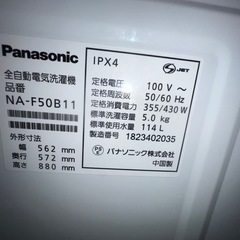 Panasonic
全自動電気洗濯機
品番
NA-F50B11
外形寸法
幅 562 mm
奥行 572 mm
高さ 880 mm
IPX4
JET
定格電圧 100 V ～
定格周波数 50/60 Hz
定格消費電力 355/430 W
標準洗濯容量 5.0 kg
標準使用水量 114 L
製造番号 1823402035
パナソニック株式会社
中国製